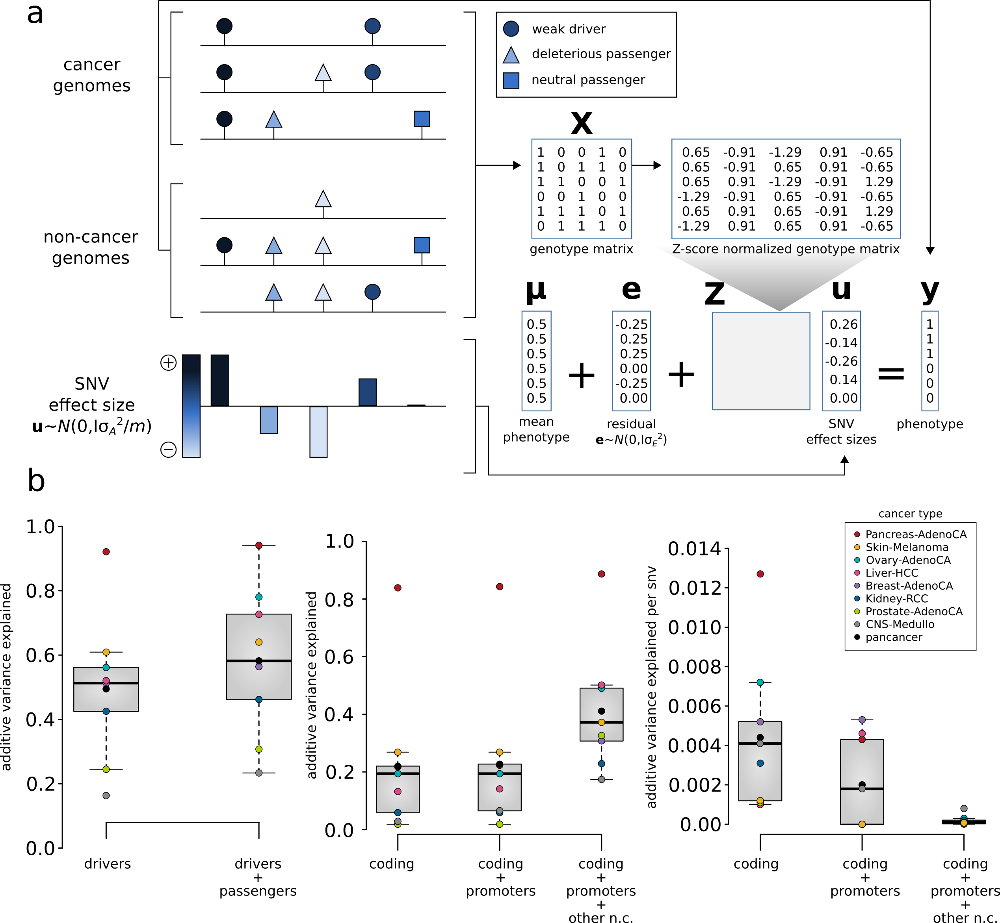 a
cancer
genomes
non-cancer
genomes
weak driver
deleterious passenger
neutral passenger
X
1 0 0 1 0
1 0 1 1 0
1 1 0 0 1
0 0 1 0 0
1 1 1 0 1
0 1 1 1 0
genotype matrix
0.65 -0.91 -1.29 0.91 -0.65
0.65 -0.91 0.65 0.91 -0.65
0.65 0.91 -1.29 -0.91 1.29
-1.29 -0.91 0.65 -0.91 -0.65
0.65 0.91 0.65 -0.91 1.29
-1.29 0.91 0.65 0.91 -0.65
Z-score normalized genotype matrix
SNV
effect size
u~N(0,Iσ_A²/m)
+
−
μ
0.5
0.5
0.5
0.5
0.5
0.5
mean
phenotype
+
e
-0.25
0.25
0.25
0.00
-0.25
0.00
residual
e~N(0,Iσ_E²)
+
Z
u
0.26
-0.14
-0.26
0.14
0.00
SNV
effect sizes
=
y
1
1
1
0
0
0
phenotype
b
additive variance explained
1.0
0.8
0.6
0.4
0.2
0.0
drivers
drivers
+
passengers
additive variance explained
1.0
0.8
0.6
0.4
0.2
0.0
coding
coding
+
promoters
coding
+
promoters
+
other n.c.
additive variance explained per snv
0.014
0.012
0.010
0.008
0.006
0.004
0.002
0.00
coding
coding
+
promoters
coding
+
promoters
+
other n.c.
cancer type
Pancreas-AdenoCA
Skin-Melanoma
Ovary-AdenoCA
Liver-HCC
Breast-AdenoCA
Kidney-RCC
Prostate-AdenoCA
CNS-Medullo
pancancer